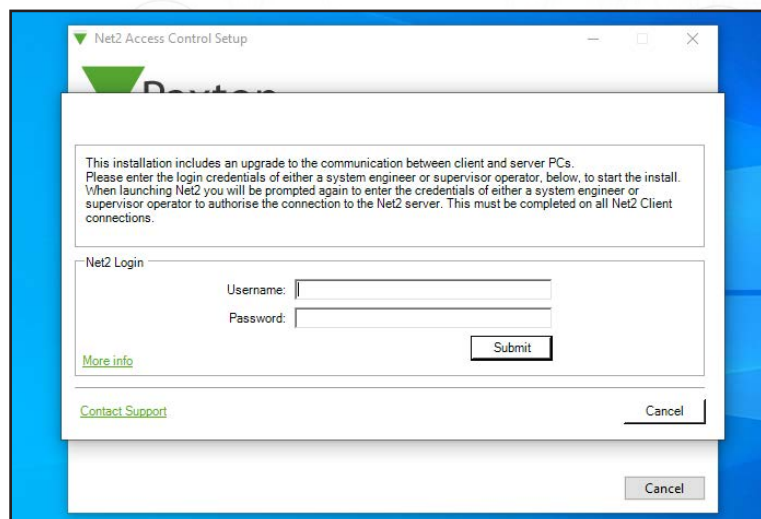 Net2 Access Control Setup
Paxton
This installation includes an upgrade to the communication between client and server PCs.
Please enter the login credentials of either a system engineer or supervisor operator, below, to start the install.
When launching Net2 you will be prompted again to enter the credentials of either a system engineer or
supervisor operator to authorise the connection to the Net2 server. This must be completed on all Net2 Client
connections.
Net2 Login
Username:
Password:
Submit
More info
Contact Support
Cancel
Cancel